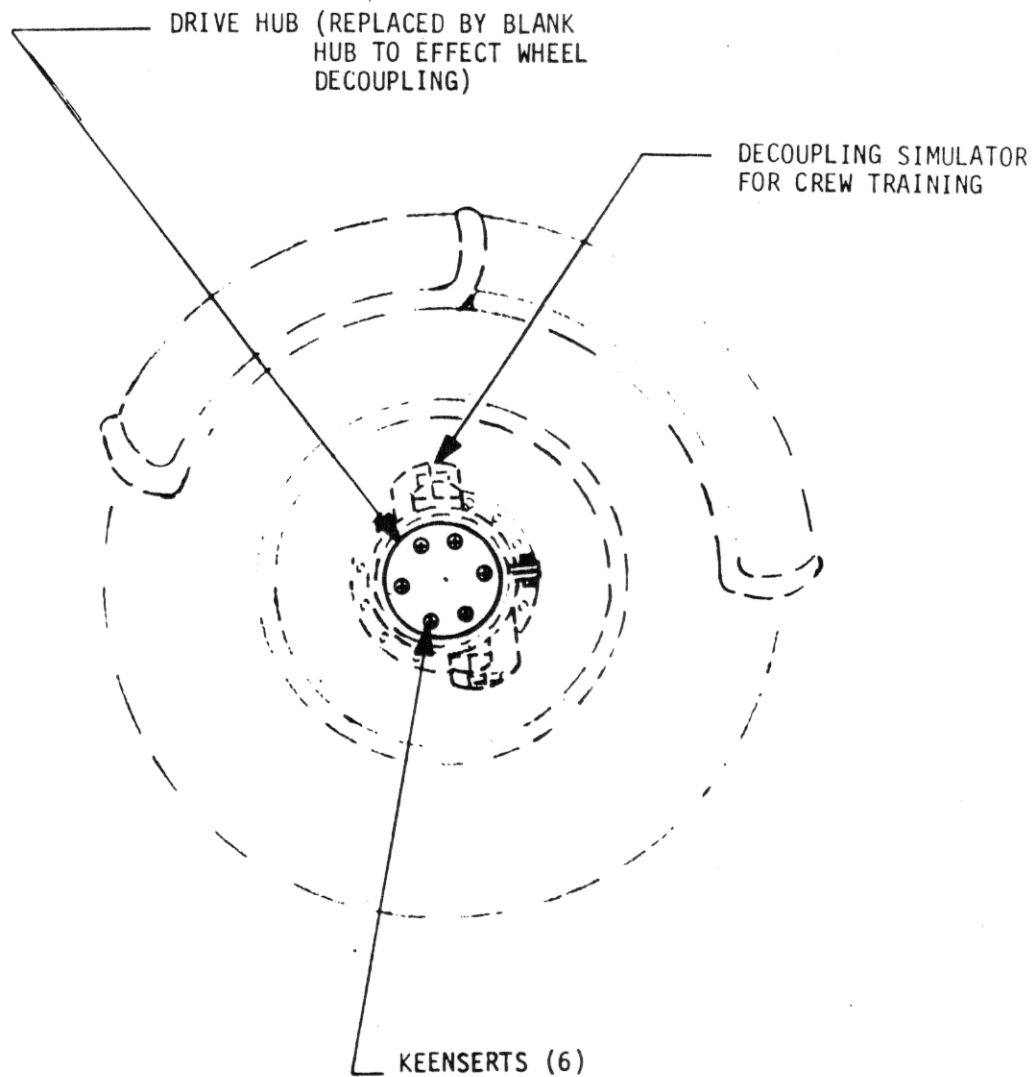 DRIVE HUB (REPLACED BY BLANK
HUB TO EFFECT WHEEL
DECOUPLING)
DECOUPLING SIMULATOR
FOR CREW TRAINING
KEENSERTS (6)